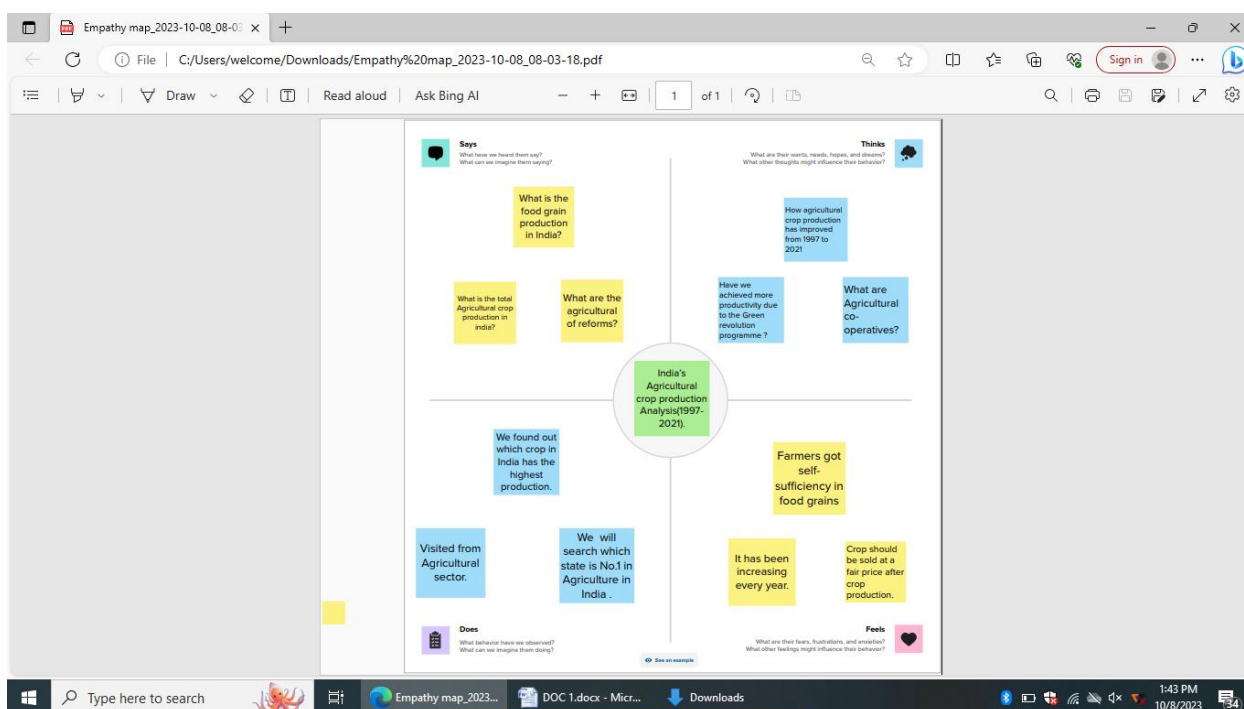 Empathy map_2023-10-08_08-03
File
C:/Users/welcome/Downloads/Empathy%20map_2023-10-08_08-03-18.pdf
Sign in
Draw
Read aloud
Ask Bing AI
1
of 1
Says
What have we heard them say?
What can we imagine them saying?
Thinks
What are their wants, needs, hopes, and dreams?
What other thoughts might influence their behavior?
What is the
food grain
production
in India?
How agricultural
crop production
has improved
from 1997 to
2021
What is the total
Agricultural crop
production in
india?
What are the
agricultural
of reforms?
Have we
achieved more
productivity due
to the Green
revolution
programme ?
What are
Agricultural
co-
operatives?
India's
Agricultural
crop production
Analysis(1997-
2021).
We found out
which crop in
India has the
highest
production.
Farmers got
self-
sufficiency in
food grains
Visited from
Agricultural
sector.
We will
search which
state is No.1 in
Agriculture in
India .
It has been
increasing
every year.
Crop should
be sold at a
fair price after
crop
production.
Does
What behavior have we observed?
What can we imagine them doing?
Feels
What are their fears, frustrations, and anxieties?
What other feelings might influence their behavior?
See an example
Type here to search
Empathy map_2023...
DOC 1.docx - Micr...
Downloads
1:43 PM
10/8/2023
34